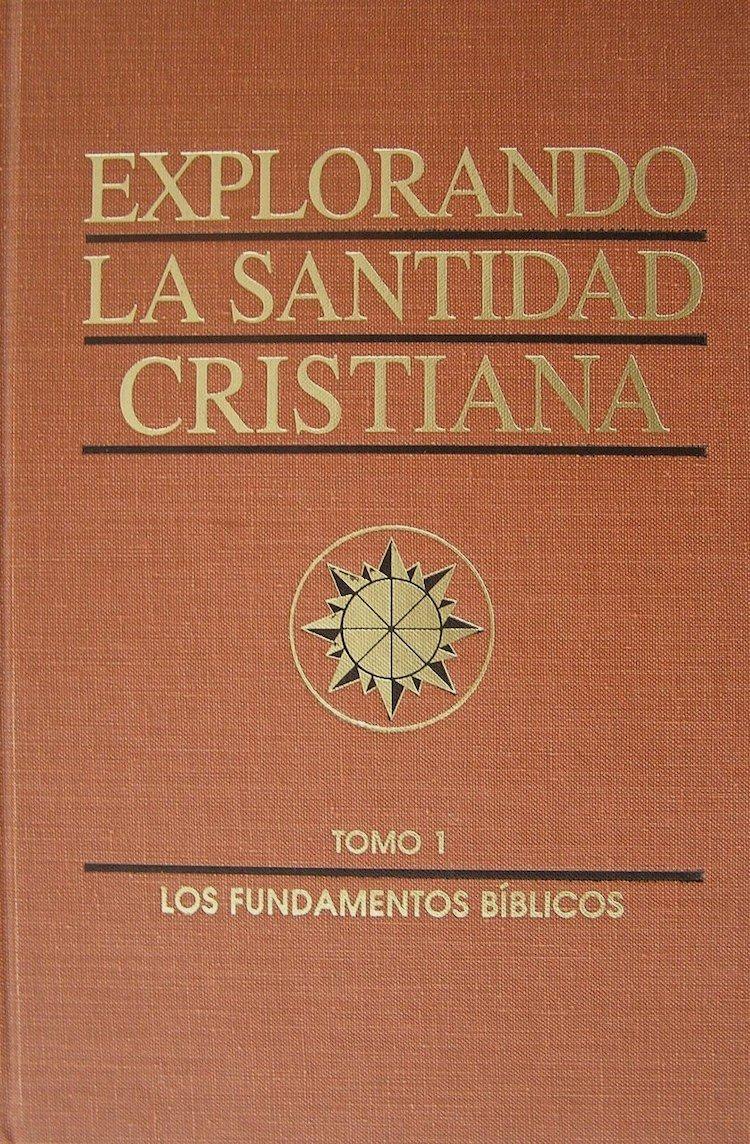 EXPLORANDO
LA SANTIDAD
CRISTIANA
TOMO 1
LOS FUNDAMENTOS BÍBLICOS